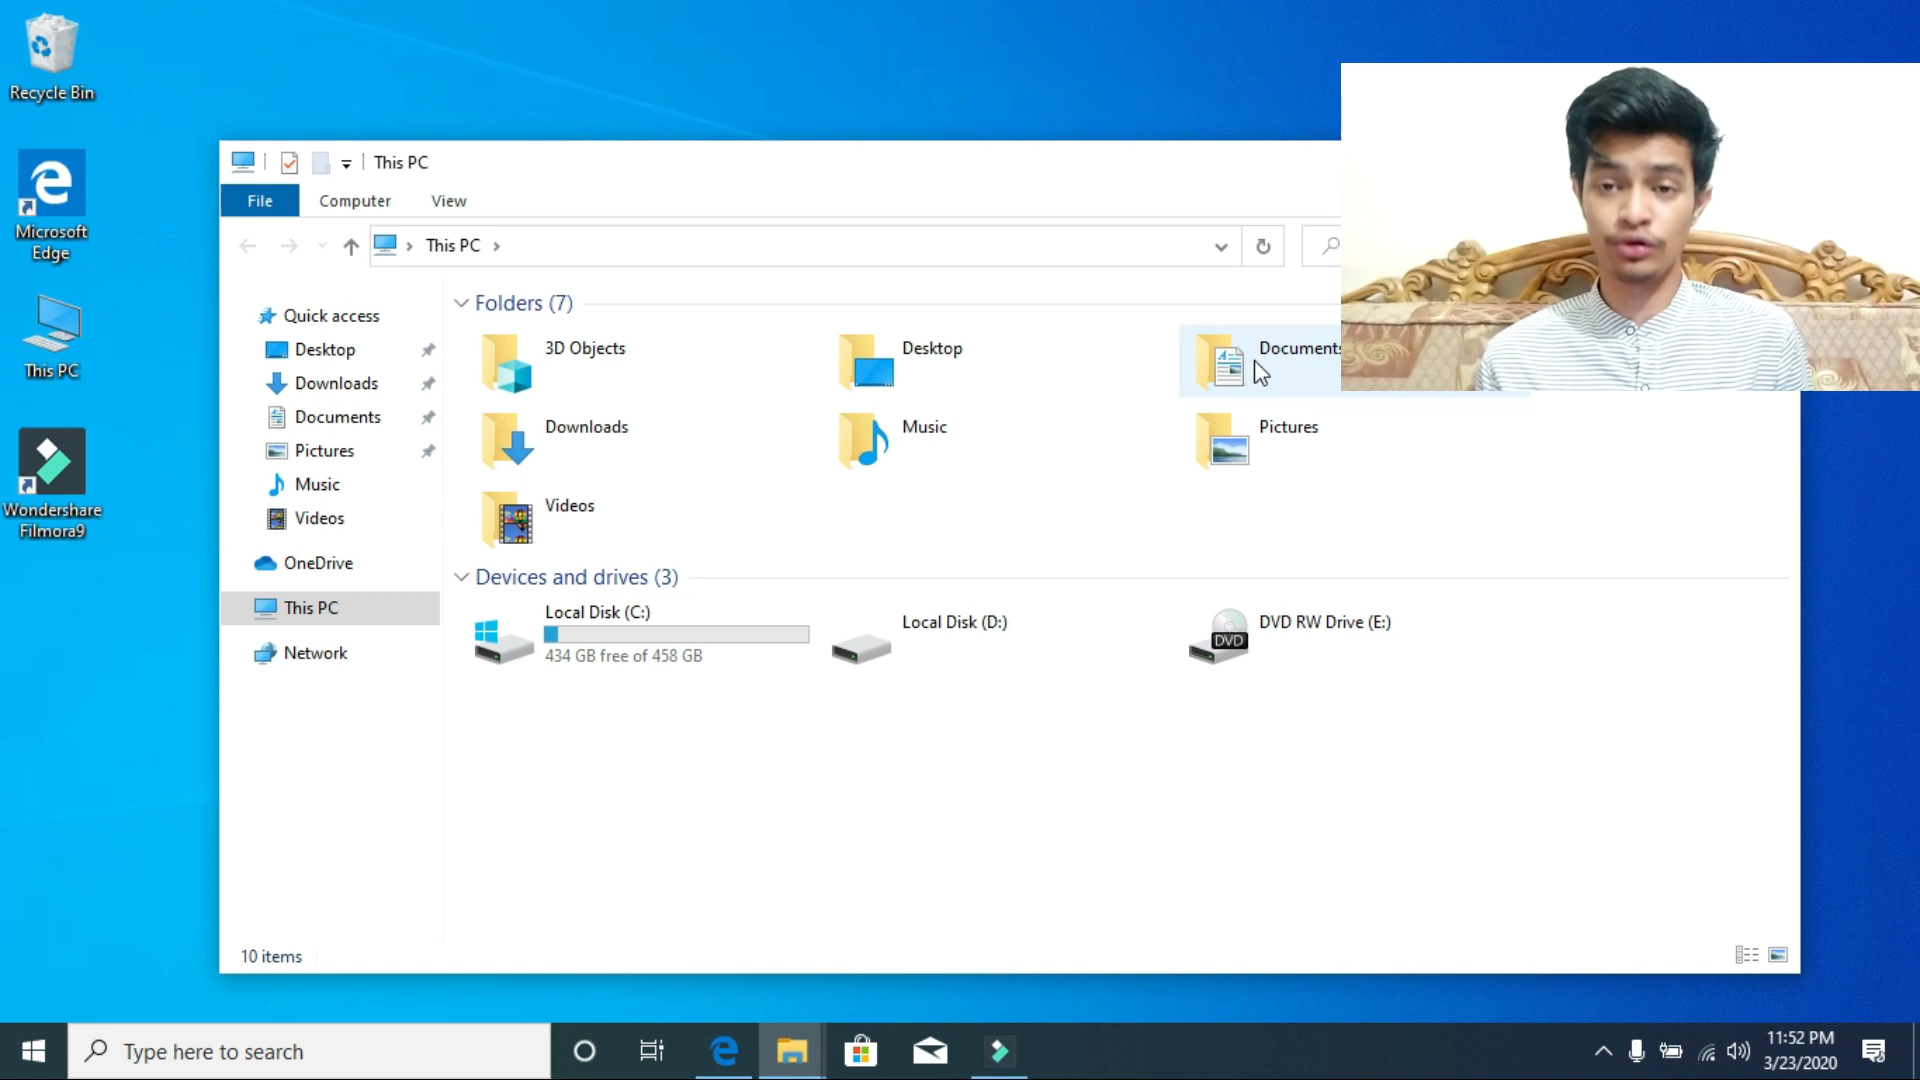 Recycle Bin
Microsoft
Edge
This PC
Wondershare
Filmora9
This PC
File
Computer
View
This PC
Quick access
Desktop
Downloads
Documents
Pictures
Music
Videos
OneDrive
This PC
Network
Folders (7)
3D Objects
Desktop
Documents
Downloads
Music
Pictures
Videos
Devices and drives (3)
Local Disk (C:)
434 GB free of 458 GB
Local Disk (D:)
DVD
DVD RW Drive (E:)
10 items
Type here to search
11:52 PM
3/23/2020